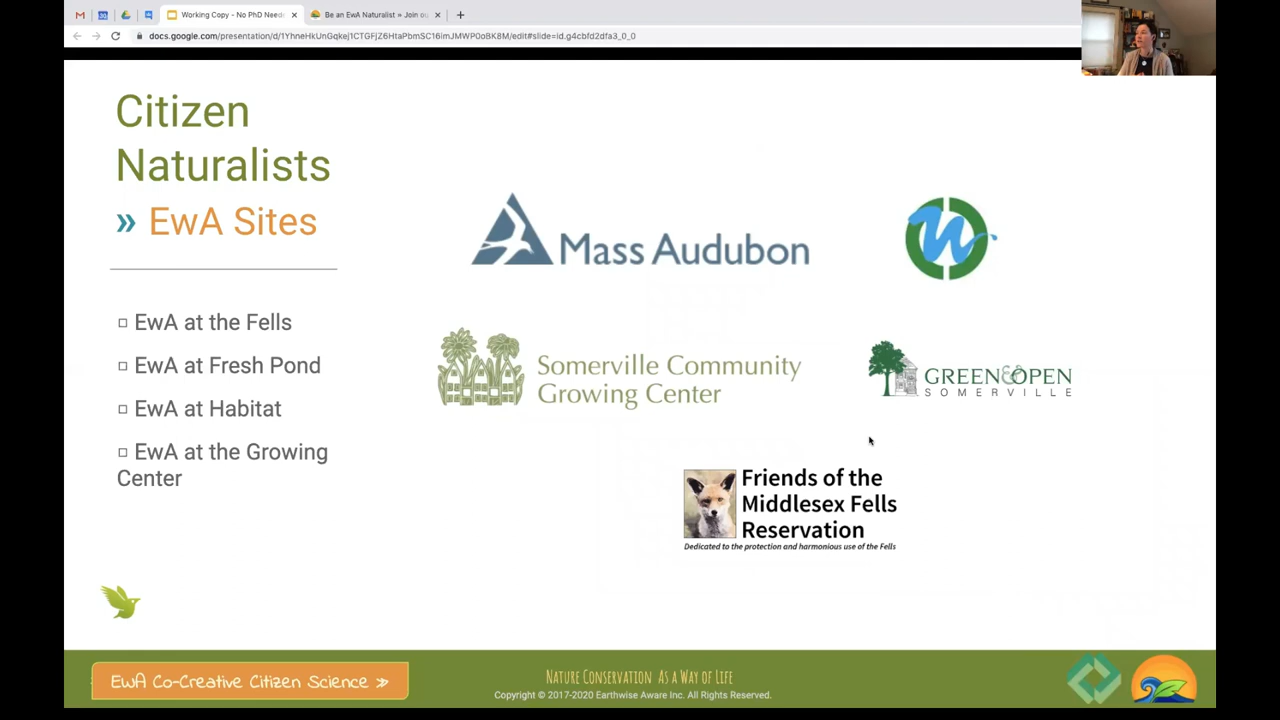 Working Copy - No PhD Neede
Be an EwA Naturalist » Join ou
docs.google.com/presentation/d/1YhneHkUnGqkej1CTGFjZ6HtaPbmSC16imJMWP0oBK8M/edit#slide=id.g4cbfd2dfa3_0_0
Citizen
Naturalists
» EwA Sites
EwA at the Fells
EwA at Fresh Pond
EwA at Habitat
EwA at the Growing
Center
Mass Audubon
Somerville Community
Growing Center
GREEN & OPEN
SOMERVILLE
Friends of the
Middlesex Fells
Reservation
Dedicated to the protection and harmonious use of the Fells
EwA Co-Creative Citizen Science »
Nature Conservation As a Way of Life
Copyright © 2017-2020 Earthwise Aware Inc. All Rights Reserved.